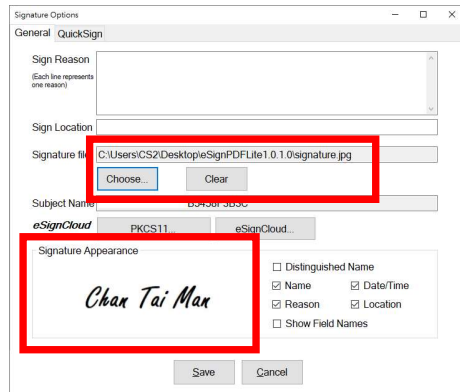 Signature Options
General QuickSign
Sign Reason
(Each line represents
one reason)
Sign Location
Signature file C:\Users\CS2\Desktop\eSignPDFLite1.0.1.0\signature.jpg
Choose... Clear
Subject Name
eSignCloud PKCS11... eSignCloud...
Signature Appearance
Distinguished Name
Chan Tai Man
Name Date/Time
Reason Location
Show Field Names
Save Cancel